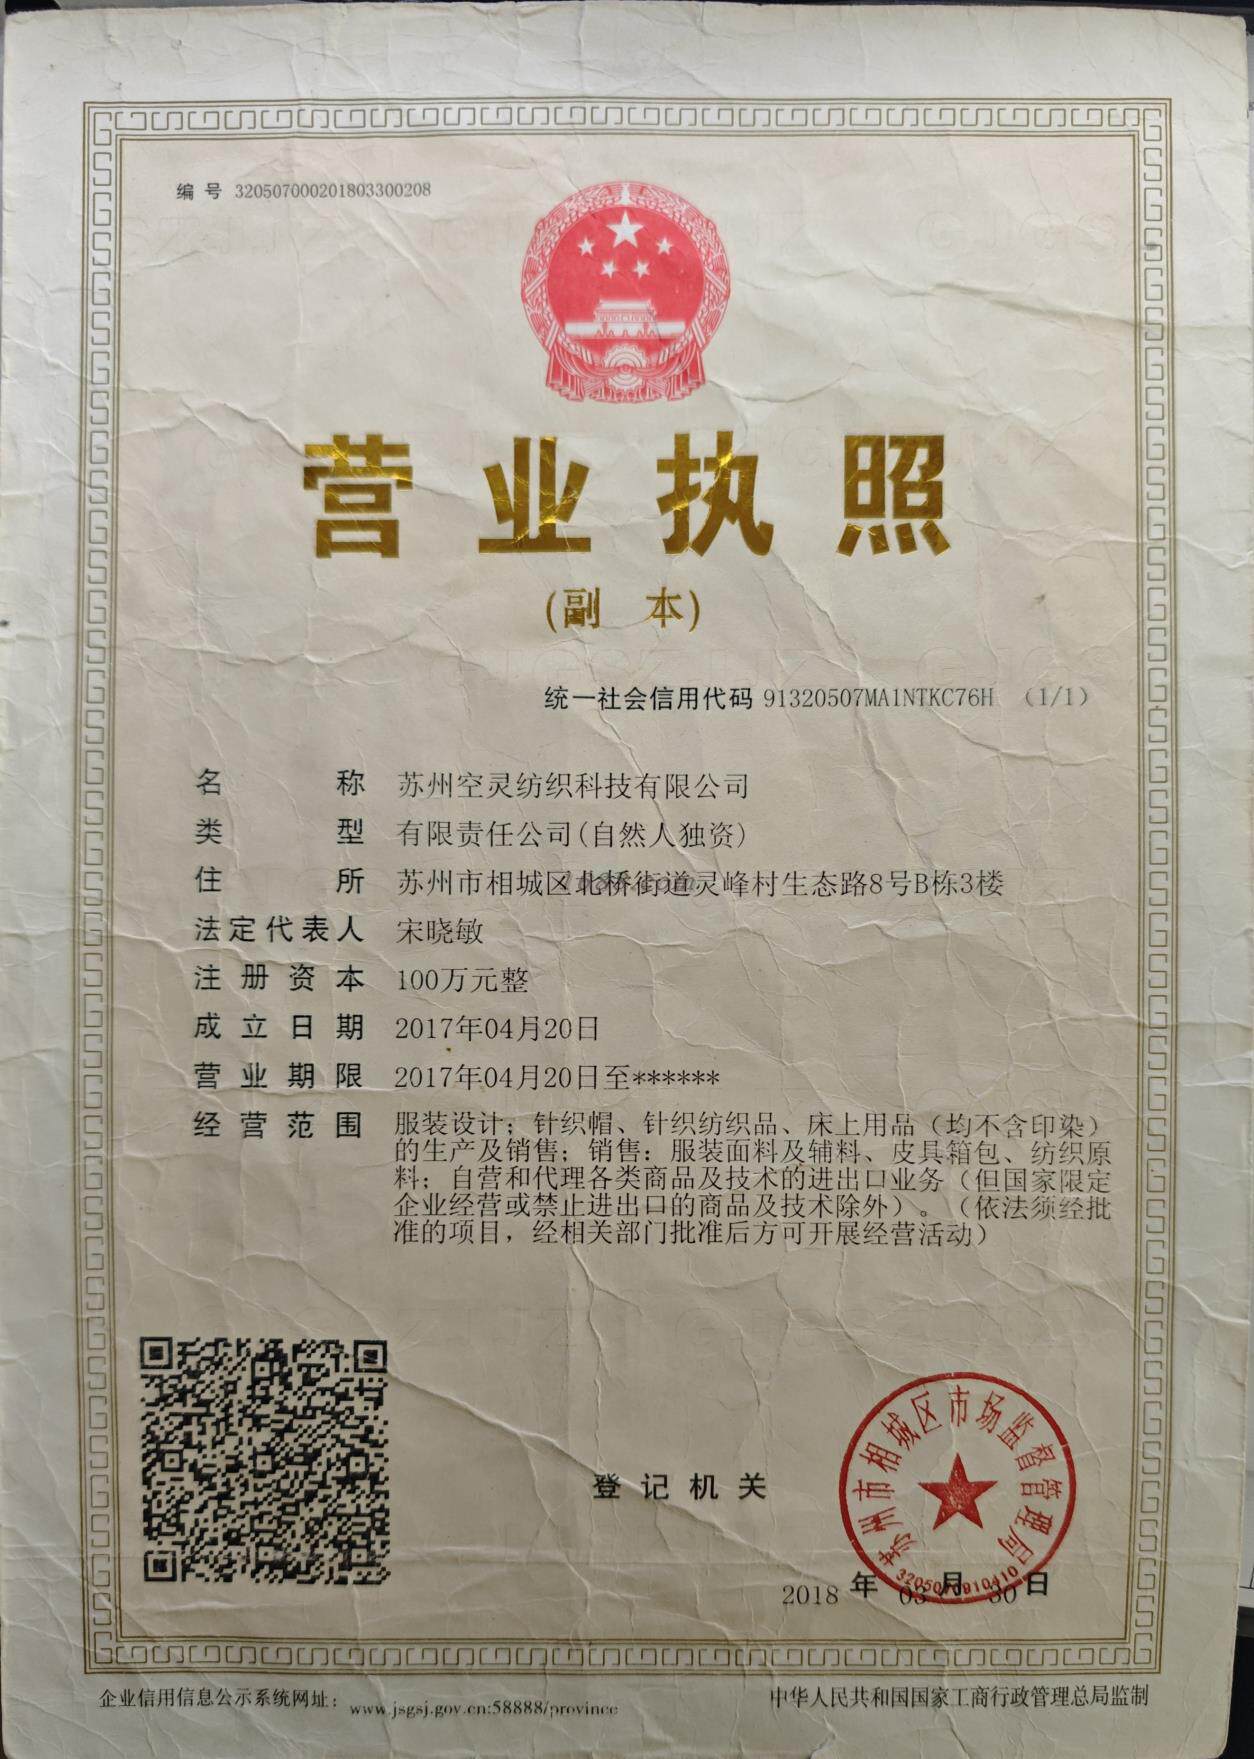 编号 320507000201803300208
营业执照
(副 本)
统一社会信用代码 91320507MA1NTKC76H （1/1）
名称 苏州空灵纺织科技有限公司
类型 有限责任公司(自然人独资)
住所 苏州市相城区北桥街道灵峰村生态路8号B栋3楼
法定代表人 宋晓敏
注册资本 100万元整
成立日期 2017年04月20日
营业期限 2017年04月20日至******
经营范围 服装设计；针织帽、针织纺织品、床上用品（均不含印染）
的生产及销售；销售：服装面料及辅料、皮具箱包、纺织原
料；自营和代理各类商品及技术的进出口业务（但国家限定
企业经营或禁止进出口的商品及技术除外）。（依法须经批
准的项目，经相关部门批准后方可开展经营活动）
登记机关
苏州市相城区市场监督管理局
2018 年 03 月 30 日
企业信用信息公示系统网址： www.jsgsj.gov.cn:58888/province
中华人民共和国国家工商行政管理总局监制